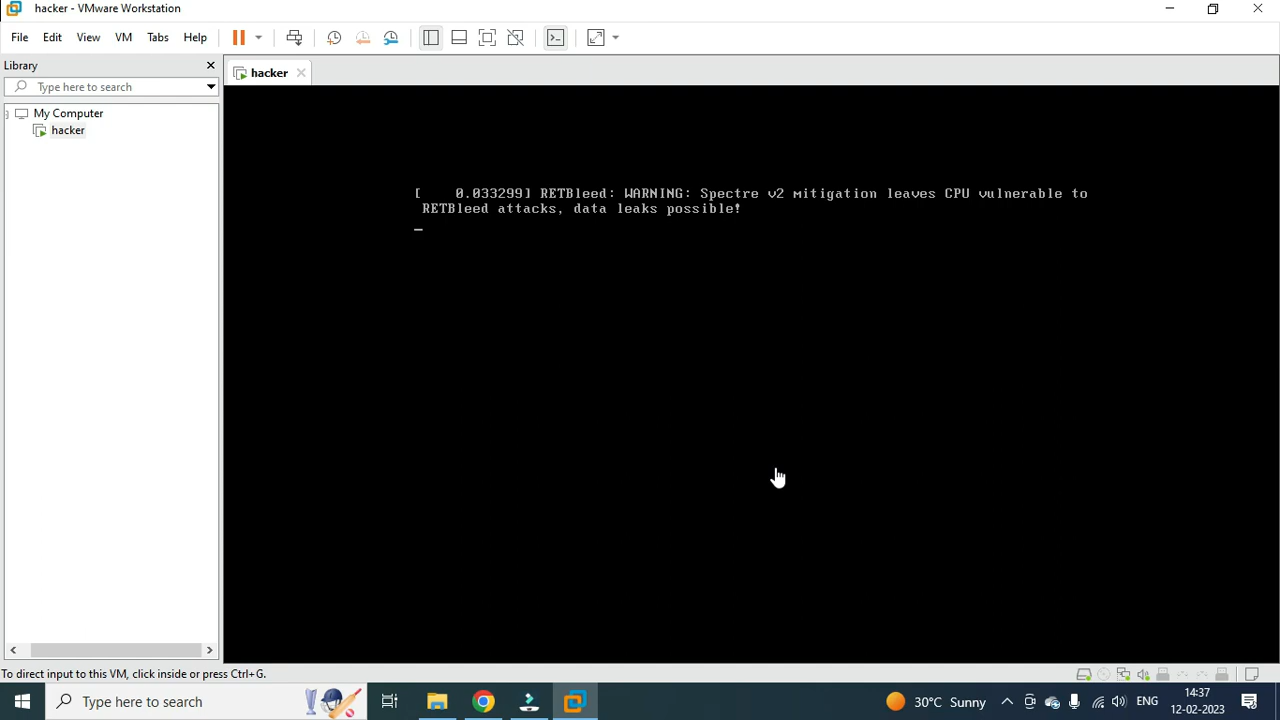 hacker - VMware Workstation
File Edit View VM Tabs Help
Library
hacker
Type here to search
My Computer
hacker
[    0.033299] RETBleed: WARNING: Spectre v2 mitigation leaves CPU vulnerable to
RETBleed attacks, data leaks possible!
To direct input to this VM, click inside or press Ctrl+G.
Type here to search
30°C Sunny
ENG
14:37
12-02-2023